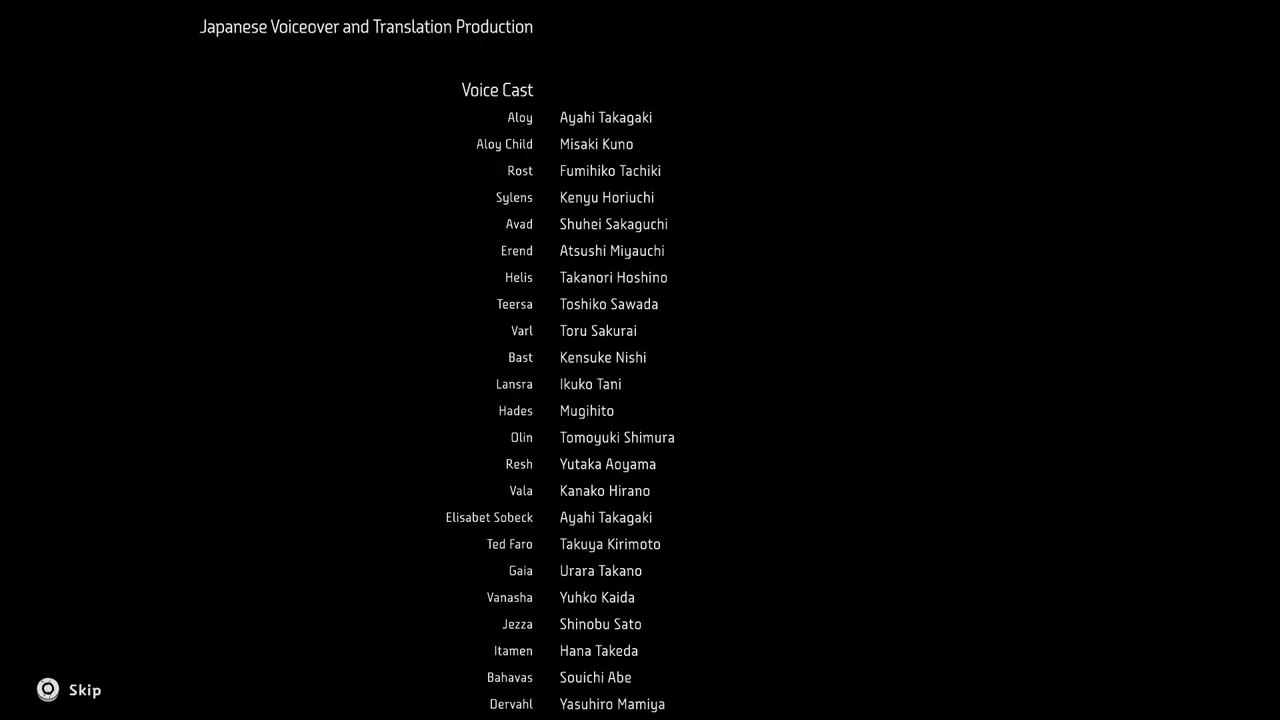 Japanese Voiceover and Translation Production
Voice Cast
Aloy Ayahi Takagaki
Aloy Child Misaki Kuno
Rost Fumihiko Tachiki
Sylens Kenyu Horiuchi
Avad Shuhei Sakaguchi
Erend Atsushi Miyauchi
Helis Takanori Hoshino
Teersa Toshiko Sawada
Varl Toru Sakurai
Bast Kensuke Nishi
Lansra Ikuko Tani
Hades Mugihito
Olin Tomoyuki Shimura
Resh Yutaka Aoyama
Vala Kanako Hirano
Elisabet Sobeck Ayahi Takagaki
Ted Faro Takuya Kirimoto
Gaia Urara Takano
Vanasha Yuhko Kaida
Jezza Shinobu Sato
Itamen Hana Takeda
Bahavas Souichi Abe
Dervahl Yasuhiro Mamiya
Skip